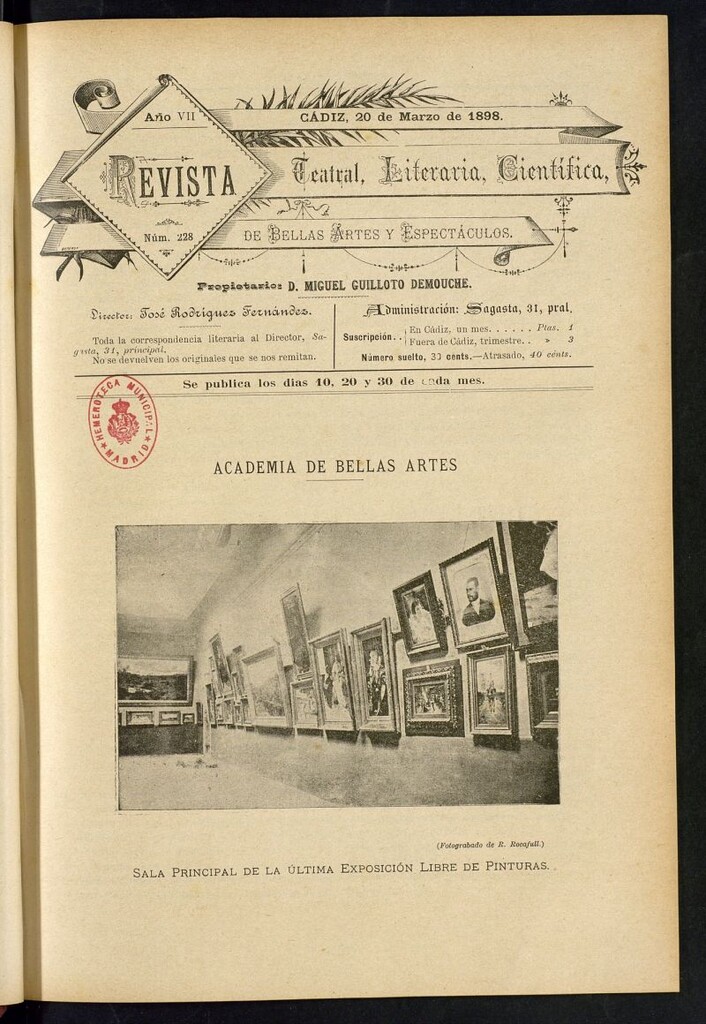 Año VII
CÁDIZ, 20 de Marzo de 1898.
REVISTA
Teatral, Literaria, Científica,
Núm. 228
DE BELLAS ARTES Y ESPECTÁCULOS.
Propietario: D. MIGUEL GUILLOTO DEMOUCHE.
Director: José Rodríguez Fernández.
Toda la correspondencia literaria al Director, Sa-
gasta, 31, principal.
No se devuelven los originales que se nos remitan.
Administración: Sagasta, 31, pral,
Suscripción..
En Cádiz, un mes. . . . . . Ptas. 1
Fuera de Cádiz, trimestre. . » 3
Número suelto, 30 cents.—Atrasado, 40 cents.
Se publica los dias 10, 20 y 30 de cada mes.
HEMEROTECA MUNICIPAL
MADRID
ACADEMIA DE BELLAS ARTES
(Fotograbado de R. Rocafull.)
SALA PRINCIPAL DE LA ÚLTIMA EXPOSICIÓN LIBRE DE PINTURAS.